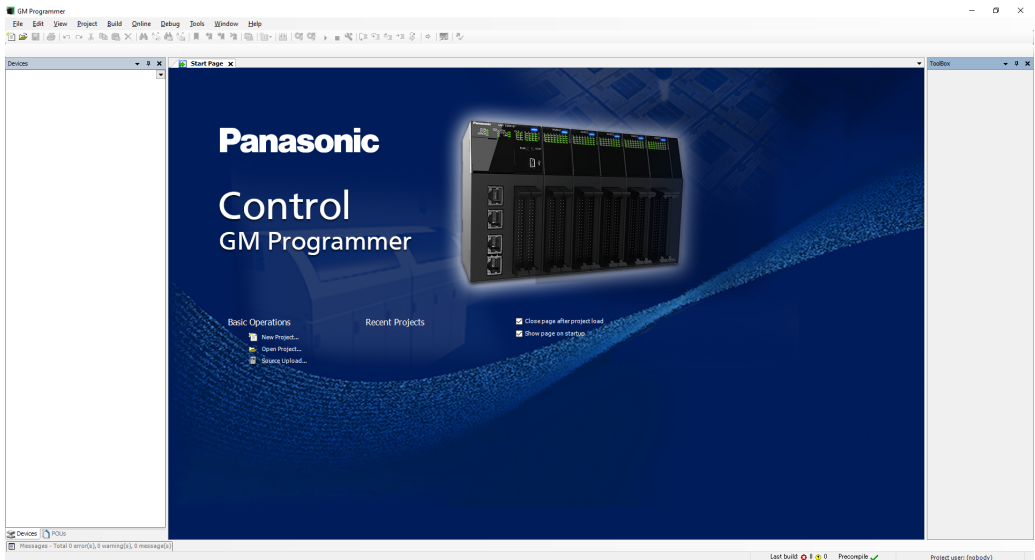 GM Programmer
File Edit View Project Build Online Debug Tools Window Help
Devices
Start Page
ToolBox
Panasonic
Control
GM Programmer
Basic Operations
Recent Projects
Close page after project load
Show page on startup
New Project...
Open Project...
Source Upload...
Devices POUs
Messages - Total 0 error(s), 0 warning(s), 0 message(s)
Last build: 0 0 Precompile Project user: (nobody)